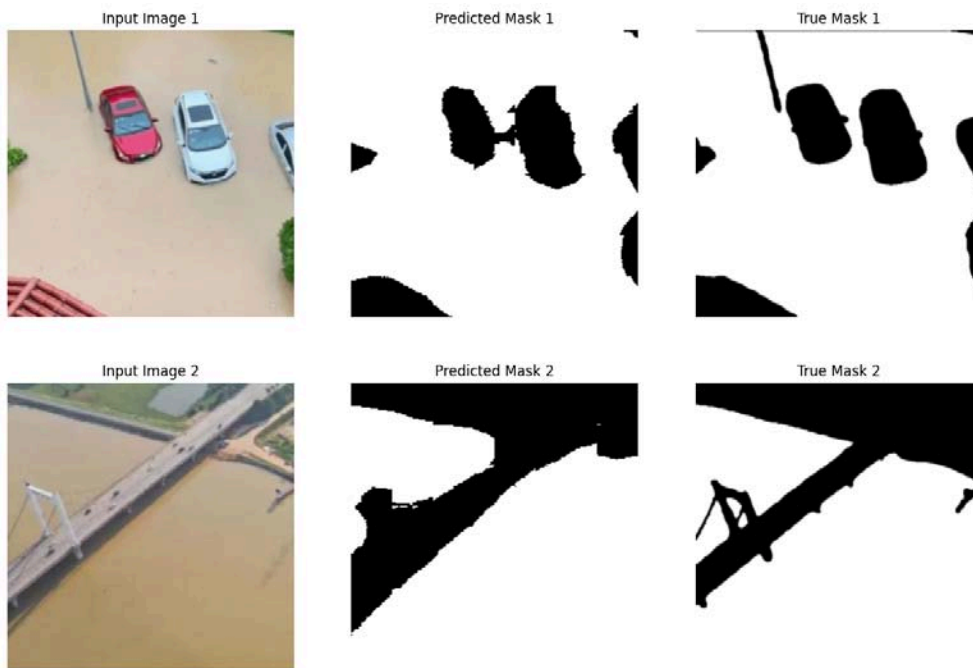 Input Image 1
Predicted Mask 1
True Mask 1
Input Image 2
Predicted Mask 2
True Mask 2